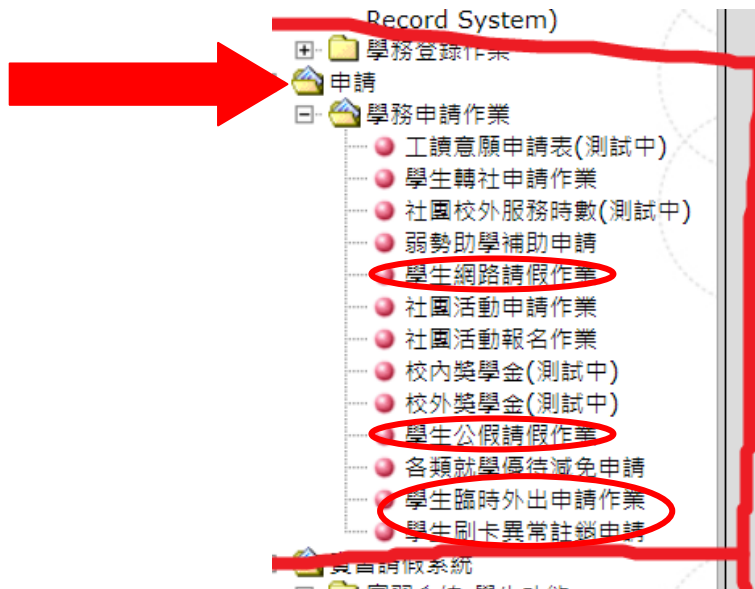 Record System)
學務登錄作業
申請
學務申請作業
工讀意願申請表(測試中)
學生轉社申請作業
社團校外服務時數(測試中)
弱勢助學補助申請
學生網路請假作業
社團活動申請作業
社團活動報名作業
校內獎學金(測試中)
校外獎學金(測試中)
學生公假請假作業
各類就學優待減免申請
學生臨時外出申請作業
學生刷卡異常註銷申請
實習請假系統